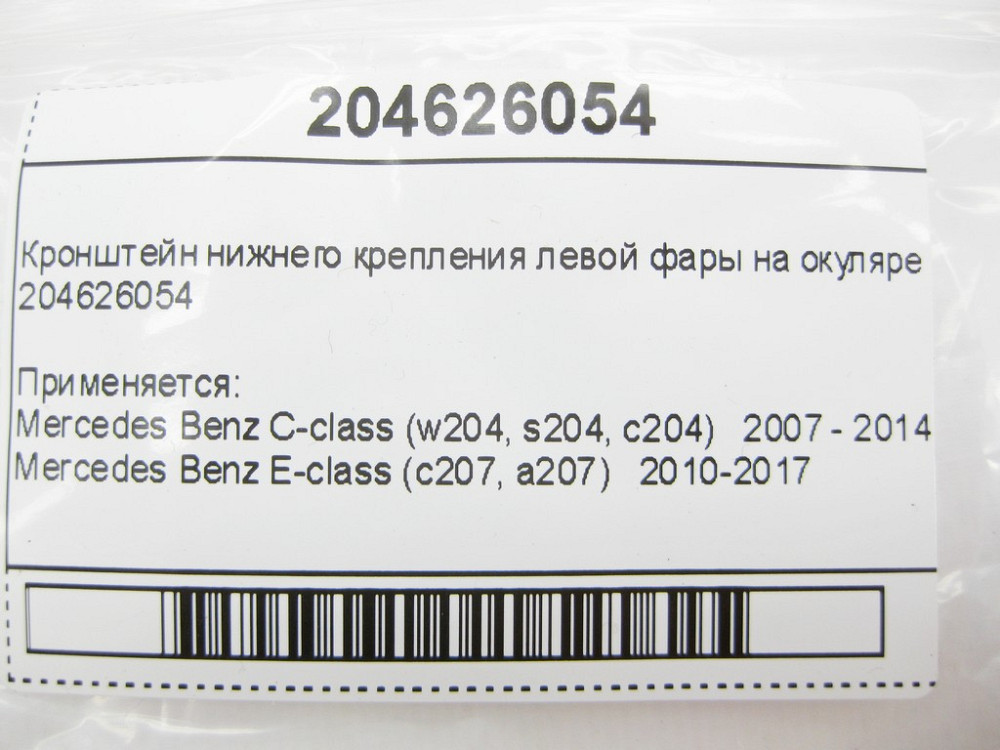 204626054
Кронштейн нижнего крепления левой фары на окуляре
204626054
Применяется:
Mercedes Benz C-class (w204, s204, c204) 2007 - 2014
Mercedes Benz E-class (c207, a207) 2010-2017